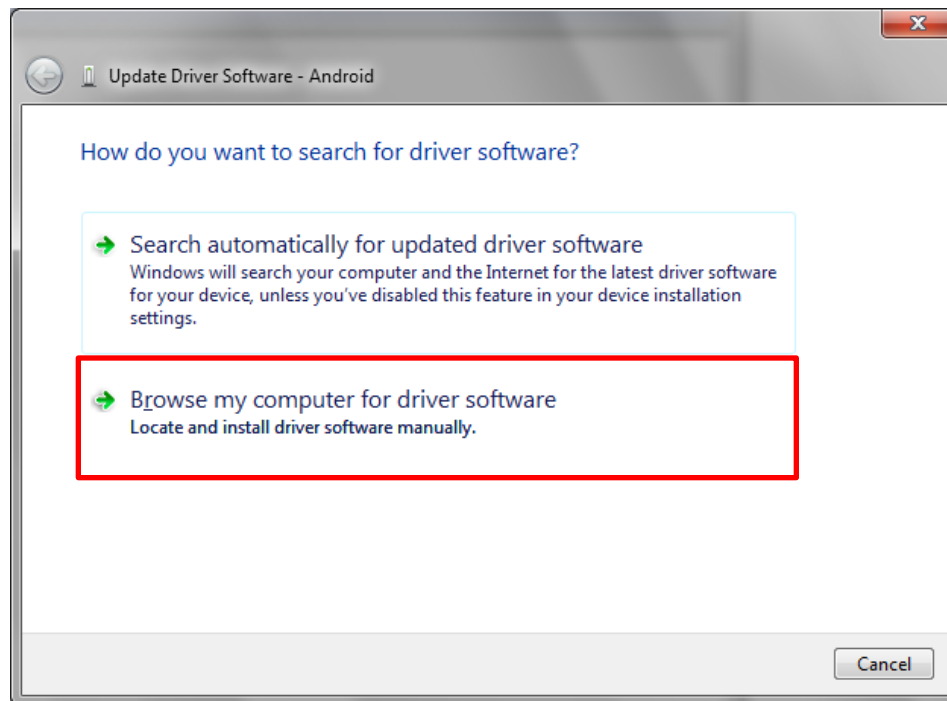 Update Driver Software - Android
How do you want to search for driver software?
Search automatically for updated driver software
Windows will search your computer and the Internet for the latest driver software
for your device, unless you've disabled this feature in your device installation
settings.
Browse my computer for driver software
Locate and install driver software manually.
Cancel